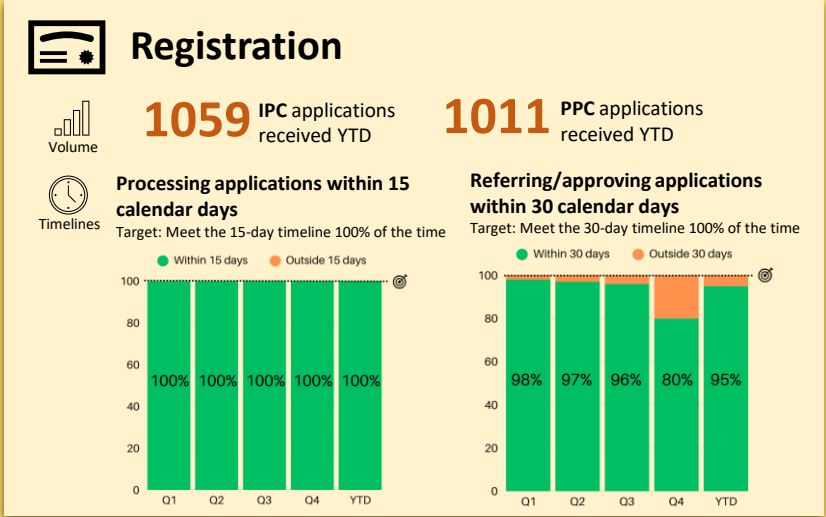 Registration
1059 IPC applications
received YTD
1011 PPC applications
received YTD
Volume
Timelines
Processing applications within 15
calendar days
Target: Meet the 15-day timeline 100% of the time
Within 15 days Outside 15 days
100
80
60
40
20
0
100% 100% 100% 100% 100%
Q1 Q2 Q3 Q4 YTD
Referring/approving applications
within 30 calendar days
Target: Meet the 30-day timeline 100% of the time
Within 30 days Outside 30 days
100
80
60
40
20
0
98% 97% 96% 80% 95%
Q1 Q2 Q3 Q4 YTD